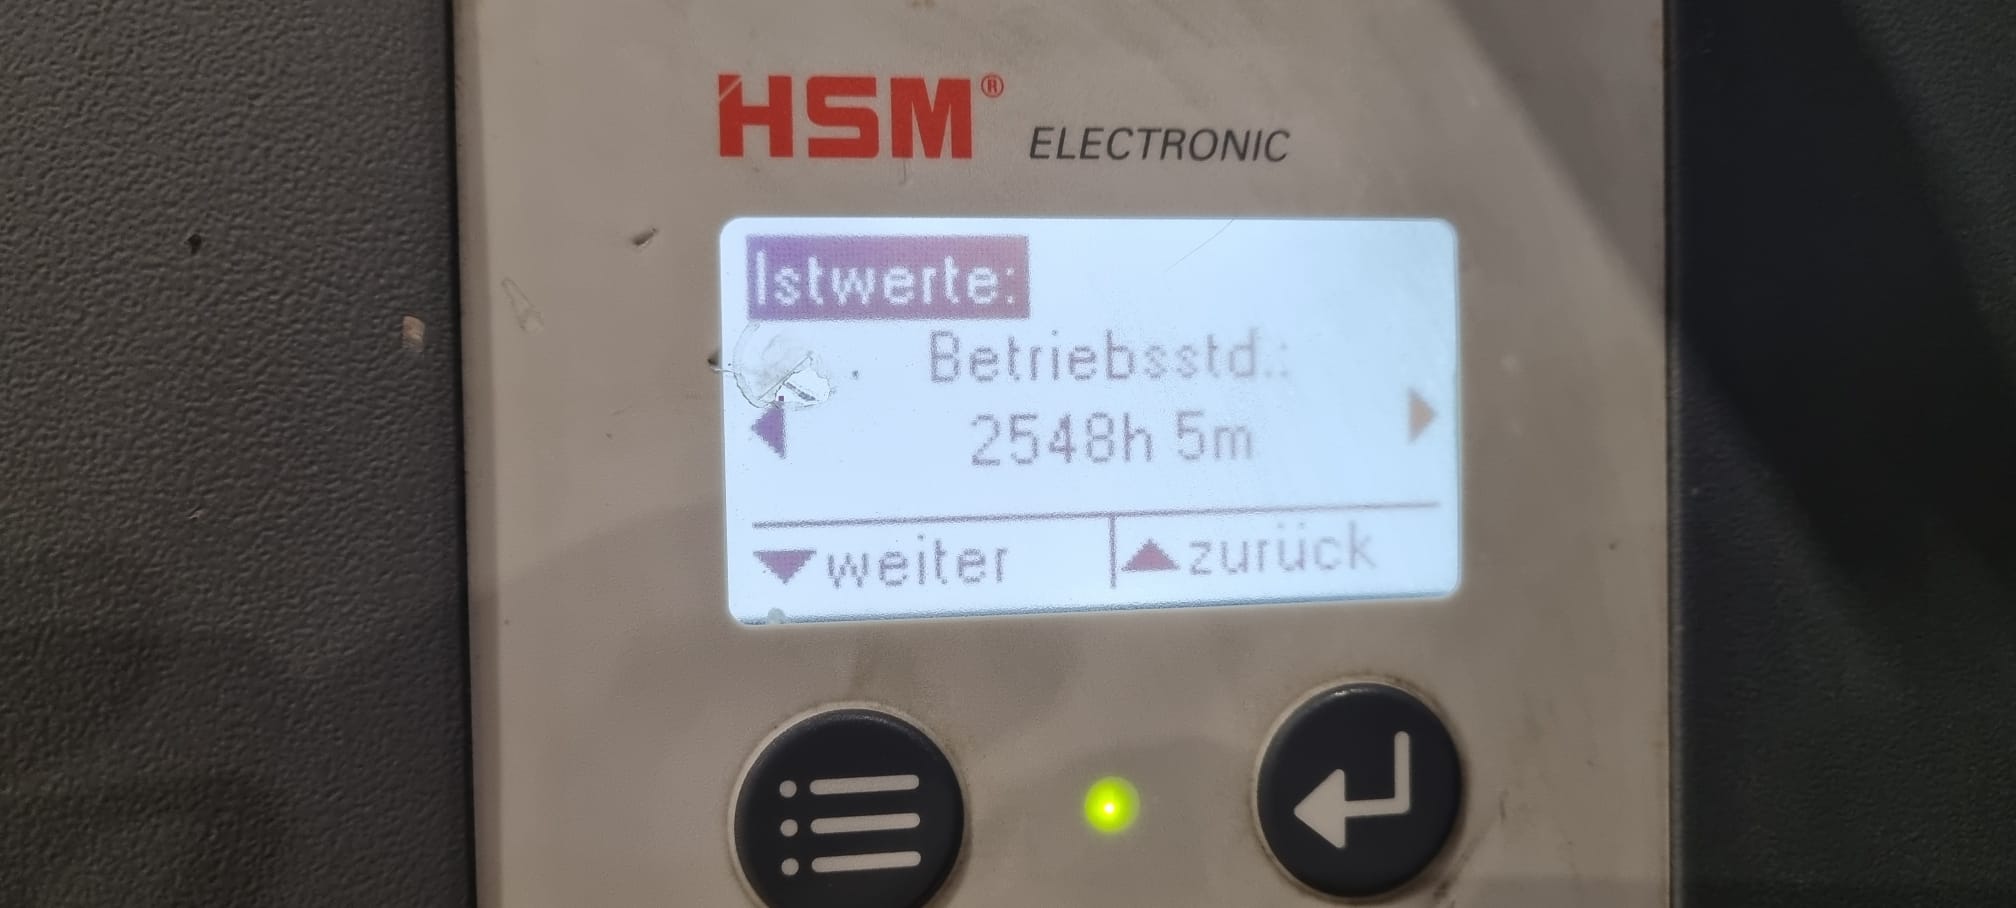 HSM® ELECTRONIC
Istwerte:
Betriebsstd.:
2548h 5m
weiter zurück